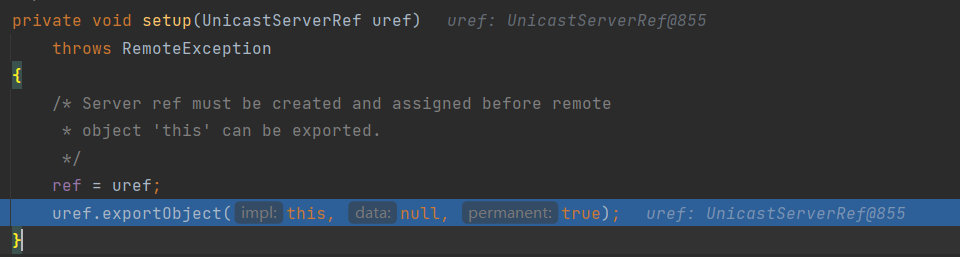 private void setup(UnicastServerRef uref)   uref: UnicastServerRef@855
    throws RemoteException
{
    /* Server ref must be created and assigned before remote
     * object 'this' can be exported.
     */
    ref = uref;
    uref.exportObject( impl: this, data: null, permanent: true);   uref: UnicastServerRef@855
}